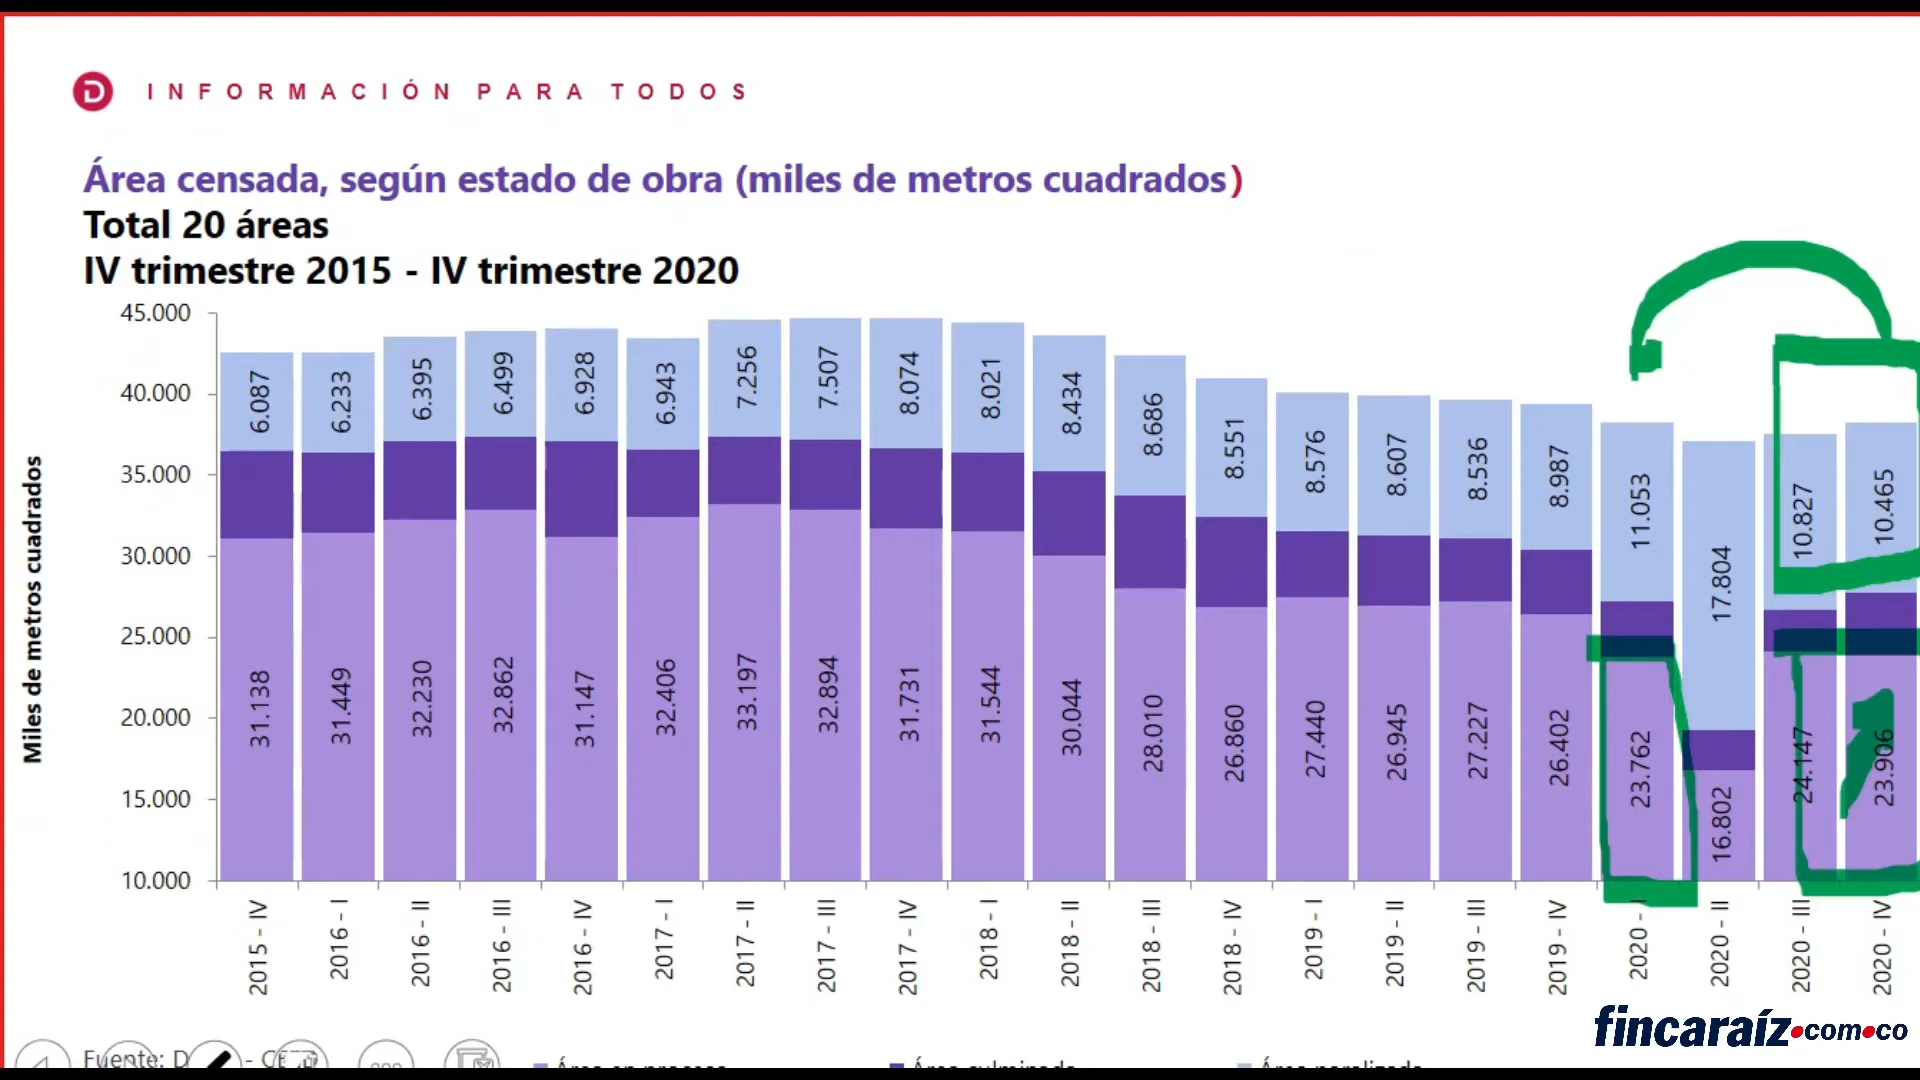 INFORMACIÓN PARA TODOS
Área censada, según estado de obra (miles de metros cuadrados)
Total 20 áreas
IV trimestre 2015 - IV trimestre 2020
Miles de metros cuadrados
45.000
40.000
35.000
30.000
25.000
20.000
15.000
10.000
6.087
6.233
6.395
6.499
6.928
6.943
7.256
7.507
8.074
8.021
8.434
8.686
8.551
8.576
8.607
8.536
8.987
11.053
17.804
10.827
10.465
31.138
31.449
32.230
32.862
31.147
32.406
33.197
32.894
31.731
31.544
30.044
28.010
26.860
27.440
26.945
27.227
26.402
23.762
16.802
24.147
23.906
2015 - IV
2016 - I
2016 - II
2016 - III
2016 - IV
2017 - I
2017 - II
2017 - III
2017 - IV
2018 - I
2018 - II
2018 - III
2018 - IV
2019 - I
2019 - II
2019 - III
2019 - IV
2020 - I
2020 - II
2020 - III
2020 - IV
fincaraíz.com.co
Fuente:
Área en proceso
Área culminada
Área paralizada